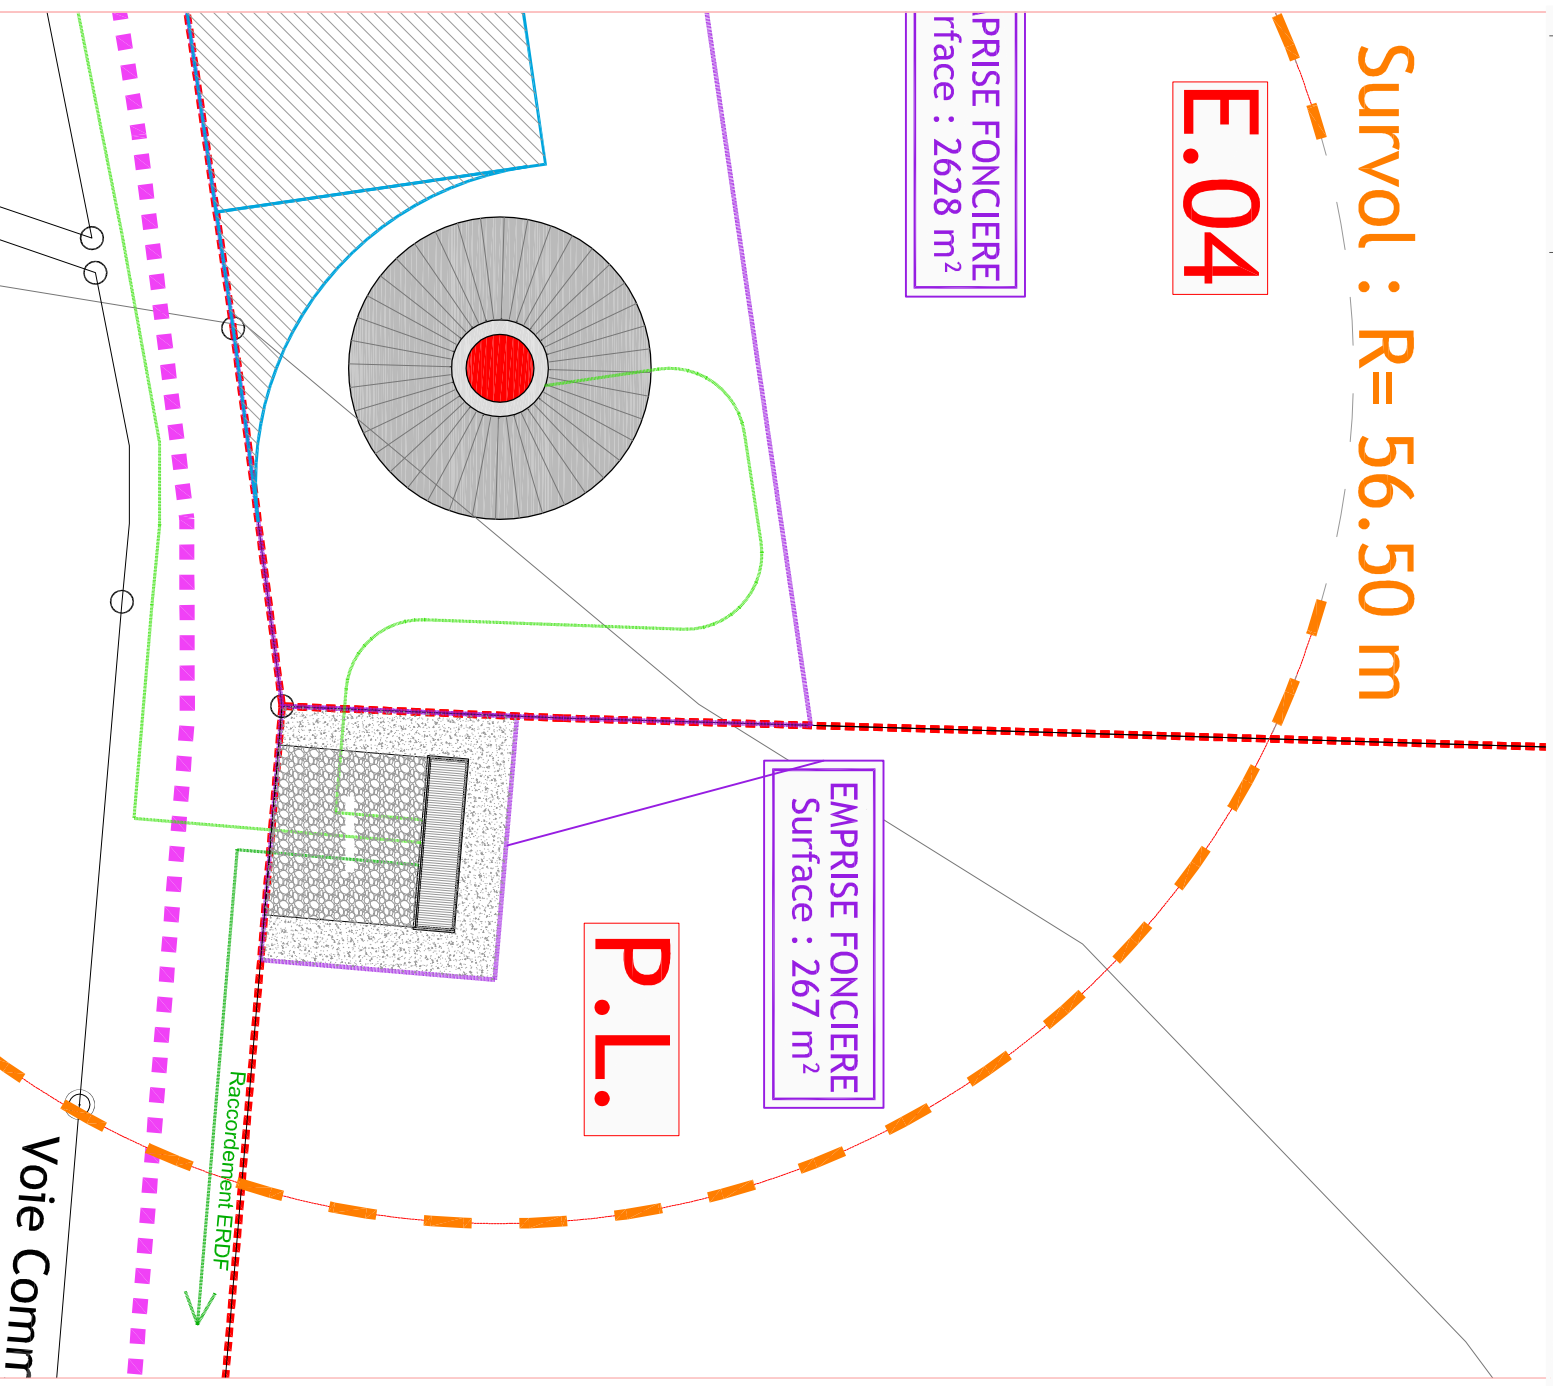 Survol : R= 56.50 m
E.04
PRISE FONCIERE
rface : 2628 m²
EMPRISE FONCIERE
Surface : 267 m²
P.L.
Raccordement ERDF
Voie Comm